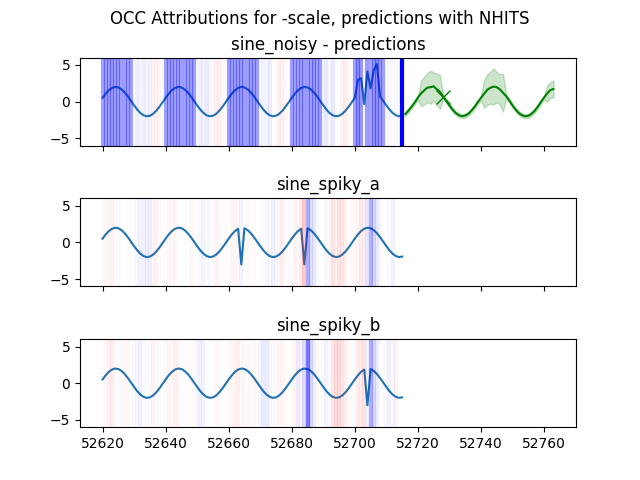 OCC Attributions for -scale, predictions with NHITS
sine_noisy - predictions
5
0
−5
sine_spiky_a
5
0
−5
sine_spiky_b
5
0
−5
52620 52640 52660 52680 52700 52720 52740 52760